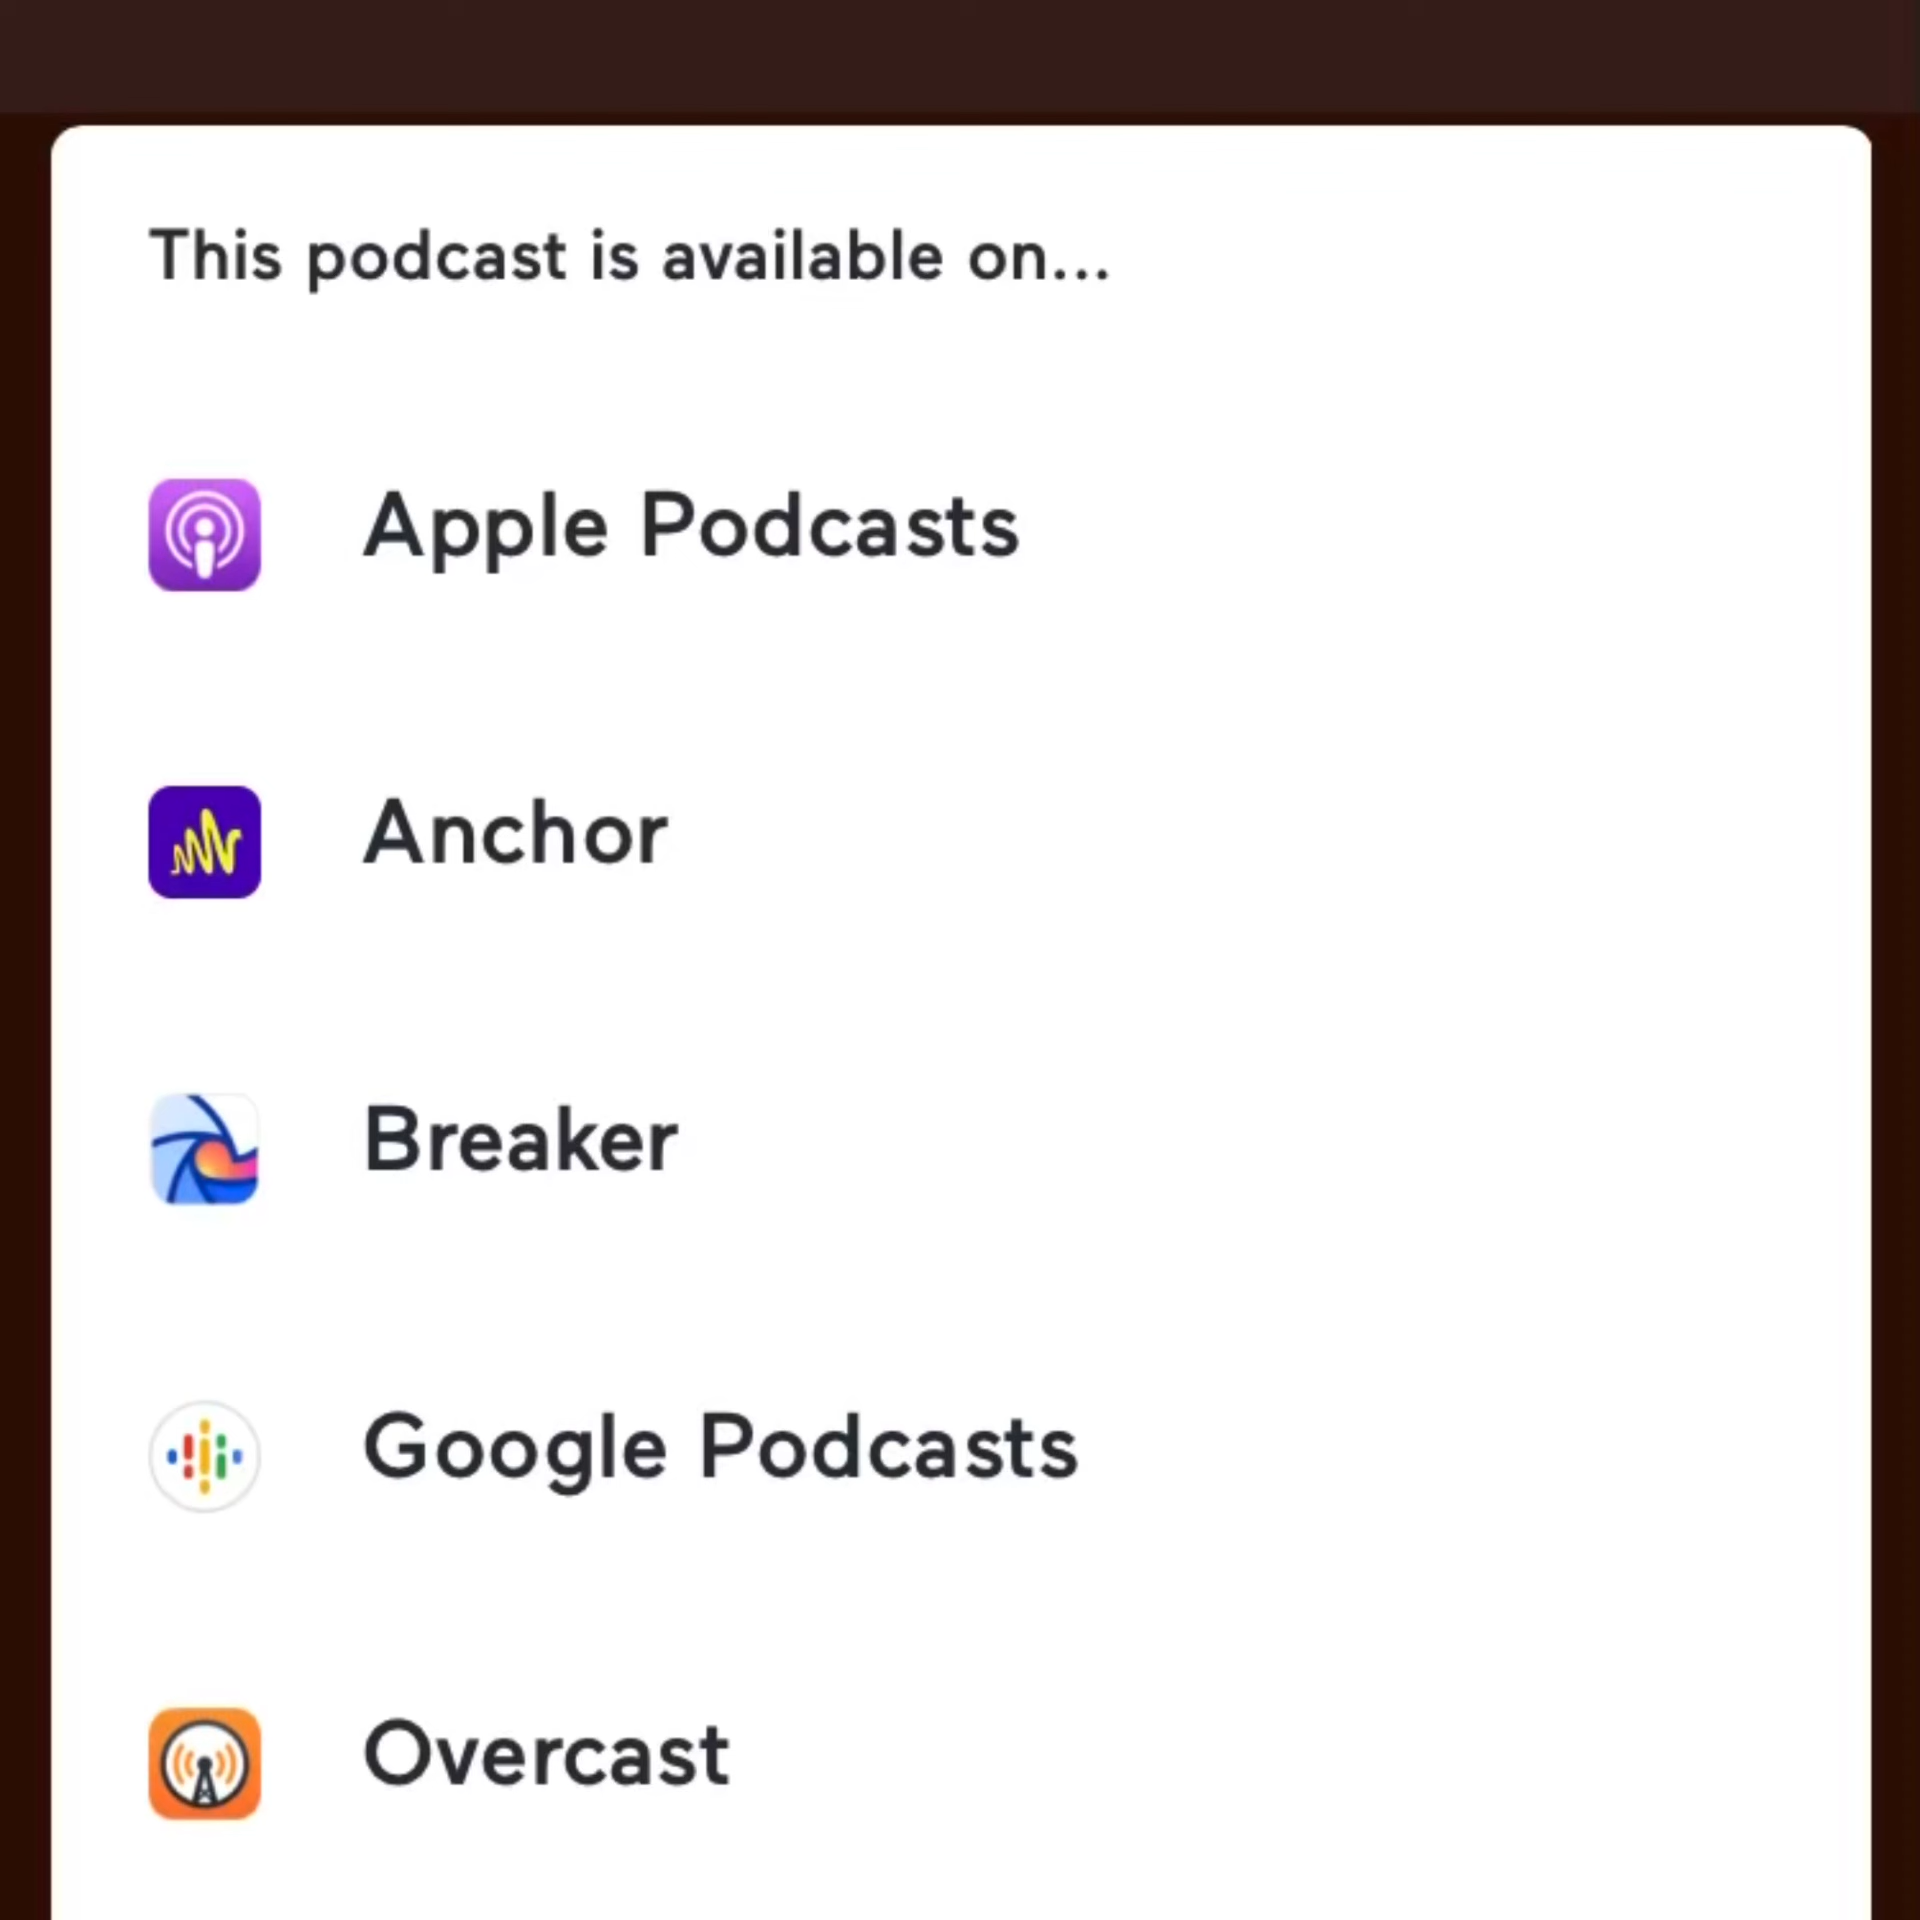 This podcast is available on...
Apple Podcasts
Anchor
Breaker
Google Podcasts
Overcast